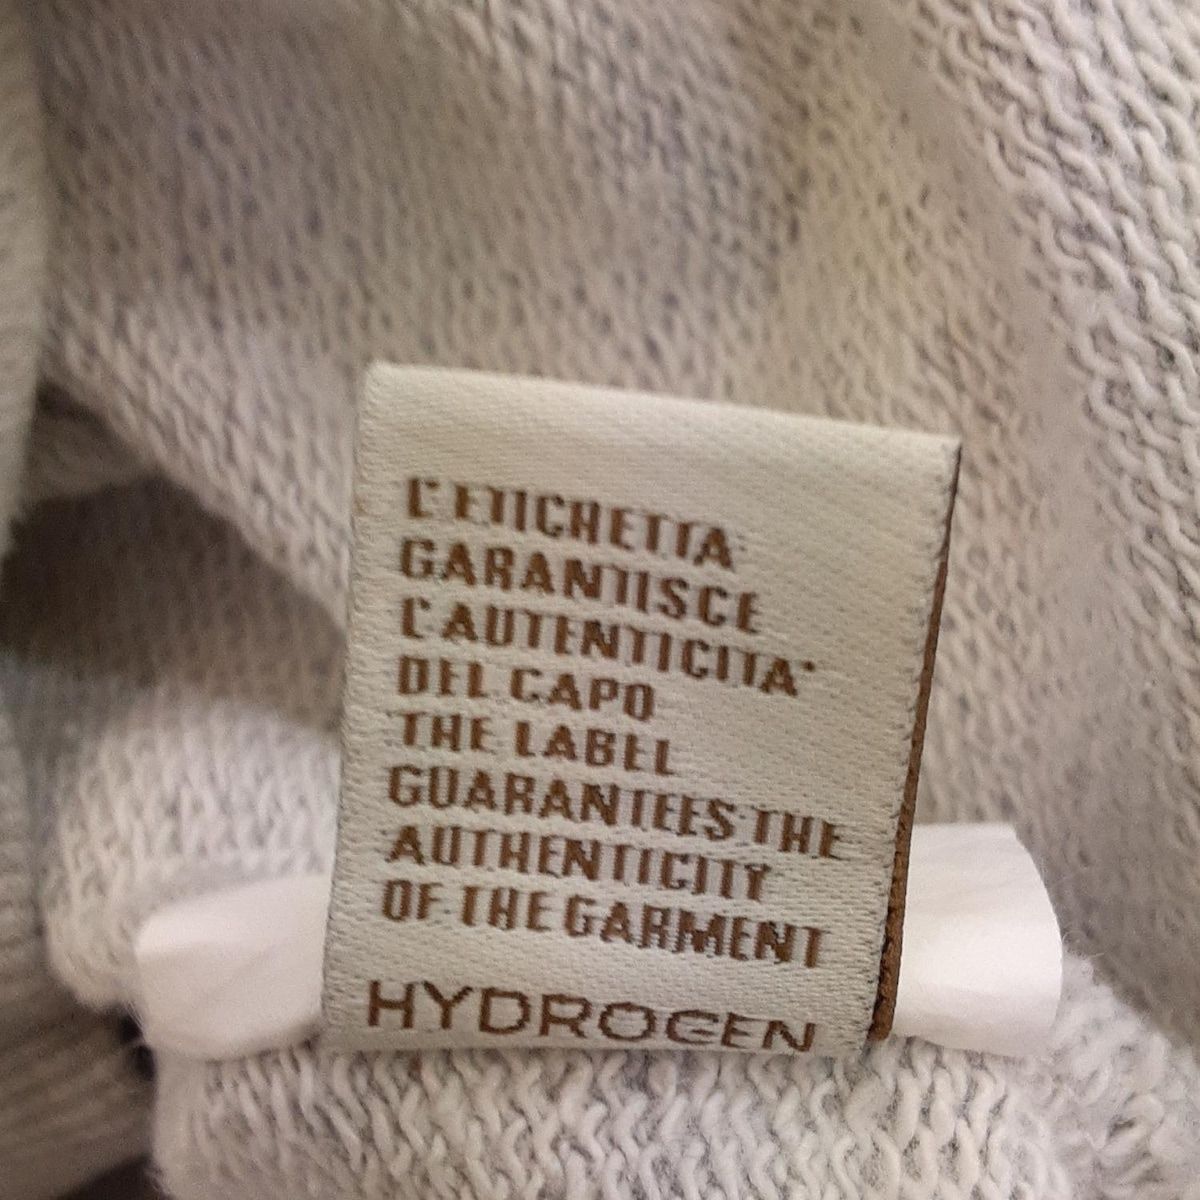 L'ETICHETTA
GARANTISCE
L'AUTENTICITA'
DEL CAPO
THE LABEL
GUARANTEES THE
AUTHENTICITY
OF THE GARMENT
HYDROGEN